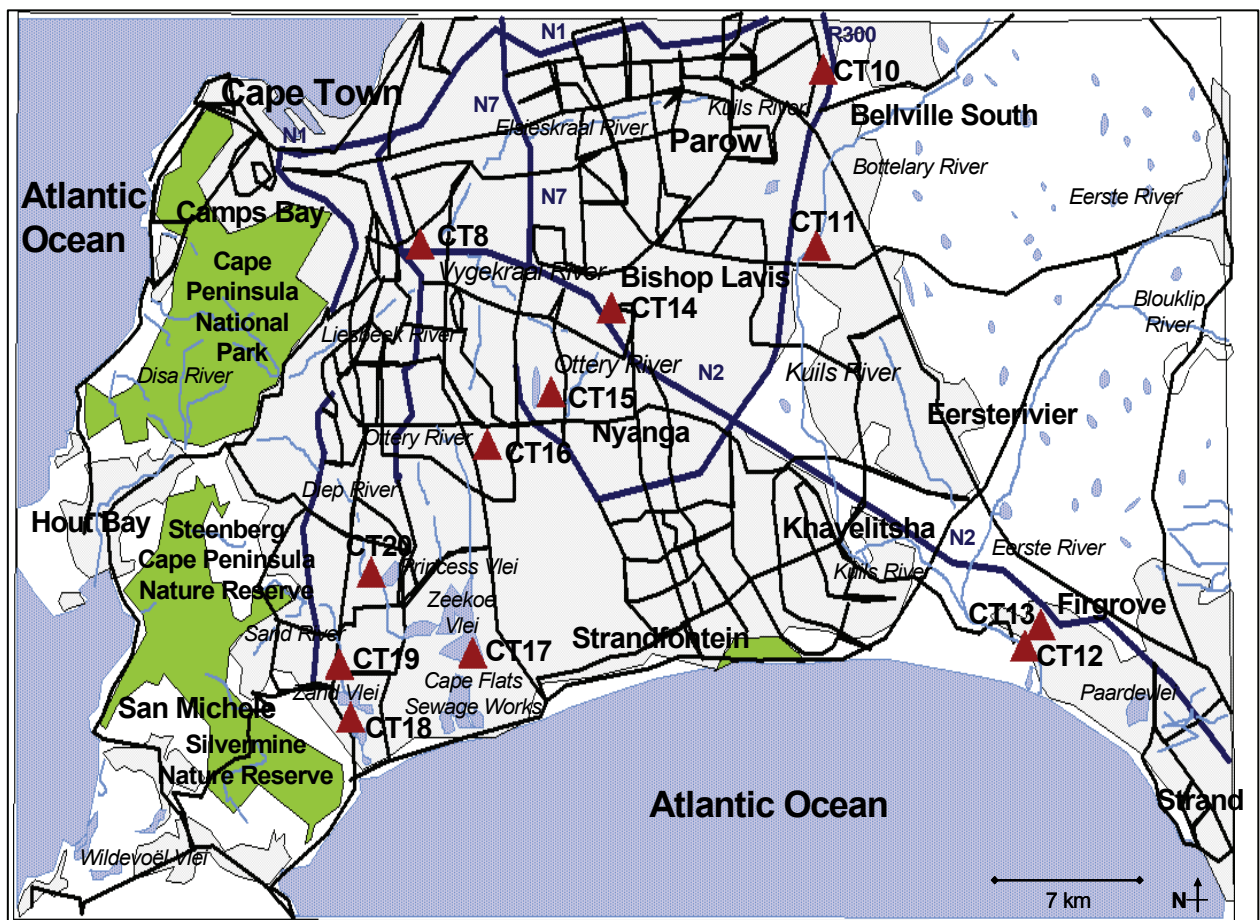 N1
R300
CT10
Cape Town
Kuils River
N7
Bellville South
Elsieskraal River
N1
Parow
Bottelary River
Atlantic
Ocean
N7
Eerste River
Camps Bay
CT11
CT8
Cape
Peninsula
National
Park
Vygekraal River
Bishop Lavis
Blouklip
River
CT14
Liesbeek River
Ottery River
N2
Kuils River
Disa River
CT15
Eersterivier
Nyanga
Ottery River
CT16
Diep River
Hout Bay
Steenberg
Cape Peninsula
Nature Reserve
Khayelitsha
N2
CT20
Eerste River
Princess Vlei
Kuils River
Zeekoe
Vlei
CT13
Firgrove
Sand River
Strandfontein
CT12
CT19
CT17
Cape Flats
Sewage Works
Zand Vlei
Paardevlei
San Michele
CT18
Silvermine
Nature Reserve
Atlantic Ocean
Strand
Wildevoël Vlei
7 km
N